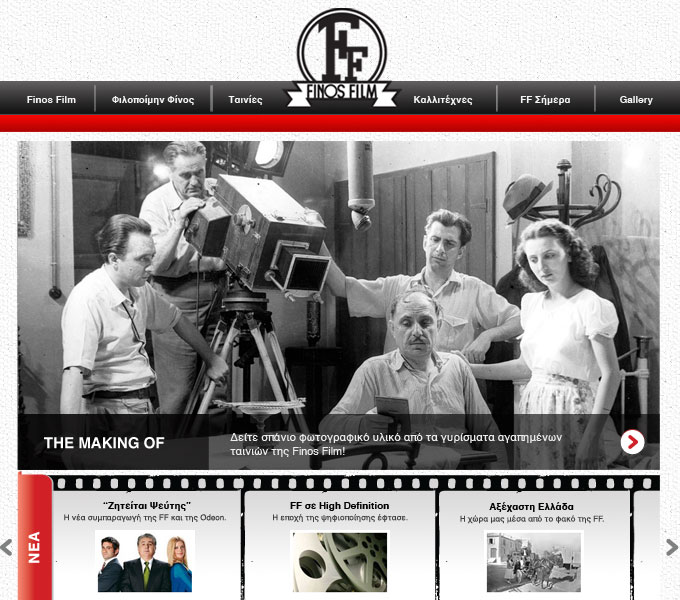 FF
FINOS FILM
Finos Film
Φιλοποίμην Φίνος
Ταινίες
Καλλιτέχνες
FF Σήμερα
Gallery
THE MAKING OF
Δείτε σπάνιο φωτογραφικό υλικό από τα γυρίσματα αγαπημένων
ταινιών της Finos Film!
ΝΕΑ
“Ζητείται Ψεύτης”
Η νέα συμπαραγωγή της FF και της Odeon.
FF σε High Definition
Η εποχή της ψηφιοποίησης έφτασε.
Αξέχαστη Ελλάδα
Η χώρα μας μέσα από το φακό της FF.